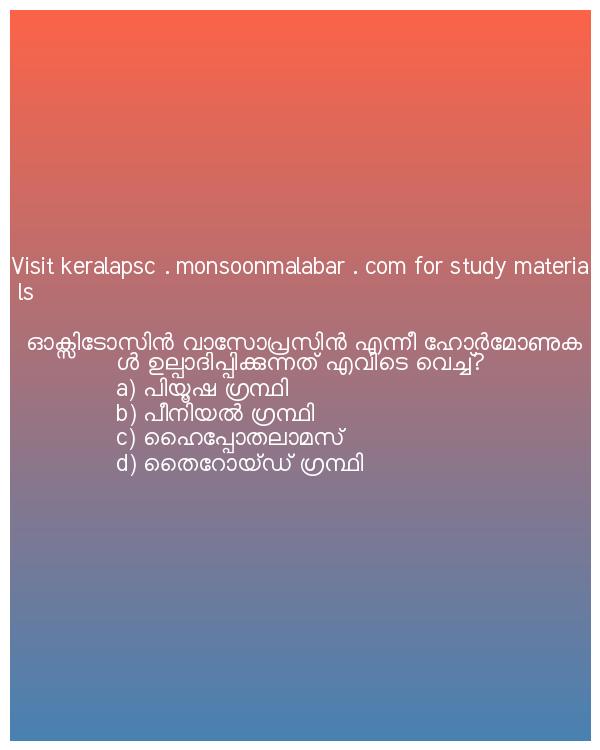 Visit keralapsc . monsoonmalabar . com for study materia
ls
ഓക്സിടോസിൻ വാസോപ്രസിൻ എന്നീ ഹോർമോണുക
ൾ ഉല്പാദിപ്പിക്കുന്നത് എവിടെ വെച്ച്?
a) പിയൂഷ ഗ്രന്ഥി
b) പീനിയൽ ഗ്രന്ഥി
c) ഹൈപ്പോതലാമസ്
d) തൈറോയ്ഡ് ഗ്രന്ഥി